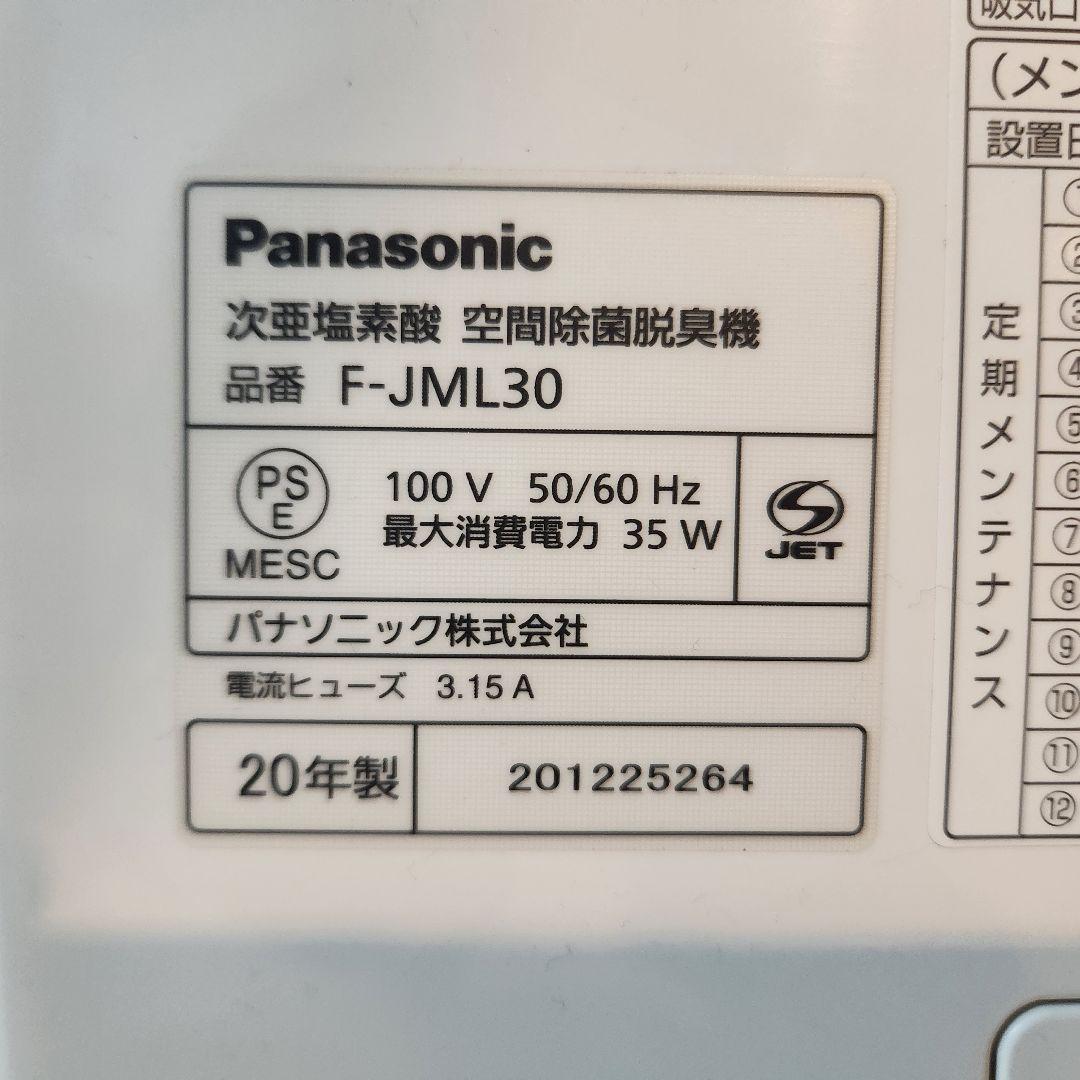 Panasonic
次亜塩素酸 空間除菌脱臭機
品番 F-JML30
PS
E
MESC
100 V 50/60 Hz
最大消費電力 35 W
JET
パナソニック株式会社
電流ヒューズ 3.15 A
20年製 201225264
吸気口
(メン
設置日
定期メンテナンス
①
②
③
④
⑤
⑥
⑦
⑧
⑨
⑩
⑪
⑫